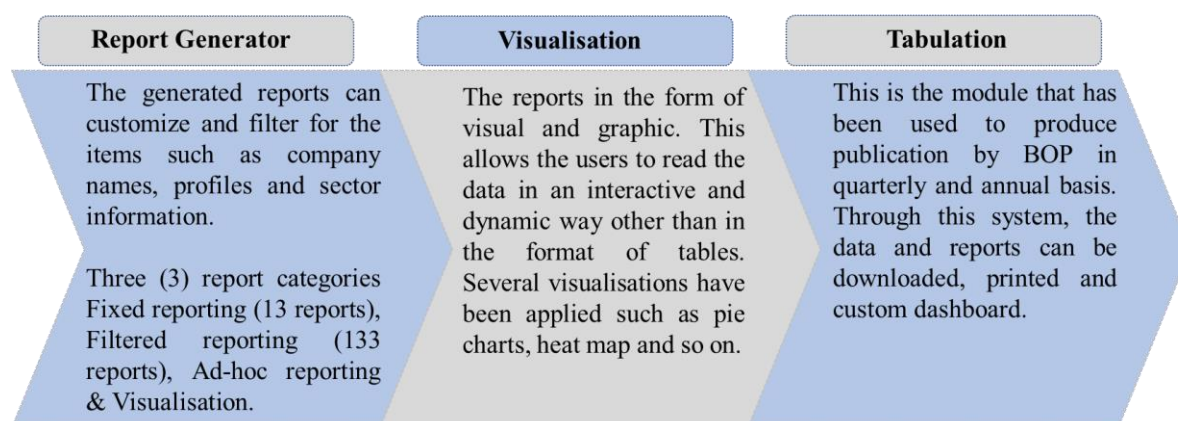 Report Generator
The generated reports can
customize and filter for the
items such as company
names, profiles and sector
information.
Three (3) report categories
Fixed reporting (13 reports),
Filtered reporting (133
reports), Ad-hoc reporting
& Visualisation.
Visualisation
The reports in the form of
visual and graphic. This
allows the users to read the
data in an interactive and
dynamic way other than in
the format of tables.
Several visualisations have
been applied such as pie
charts, heat map and so on.
Tabulation
This is the module that has
been used to produce
publication by BOP in
quarterly and annual basis.
Through this system, the
data and reports can be
downloaded, printed and
custom dashboard.